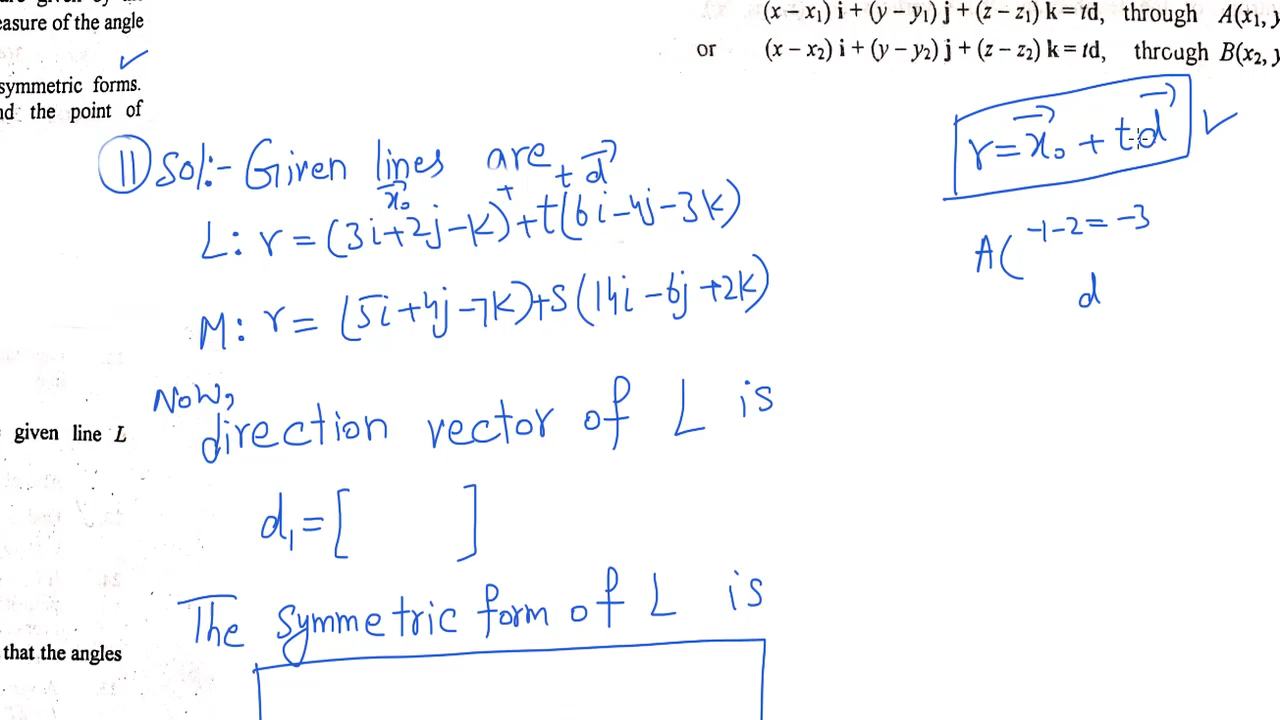 easure of the angle
symmetric forms.
nd the point of
given line L
that the angles
(x – x₁) i + (y – y₁) j + (z – z₁) k = td, through A(x₁, y
or (x – x₂) i + (y – y₂) j + (z – z₂) k = td, through B(x₂, y
r = x₀ + td
A( -1-2 = -3
d
11 Sol:- Given lines are
x₀ + t d
L: r = (3i+2j-k) + t(6i-4j-3k)
M: r = (5i+4j-7k)+s(14i-6j+2k)
Now,
direction vector of L is
d₁ = [ ]
The symmetric form of L is